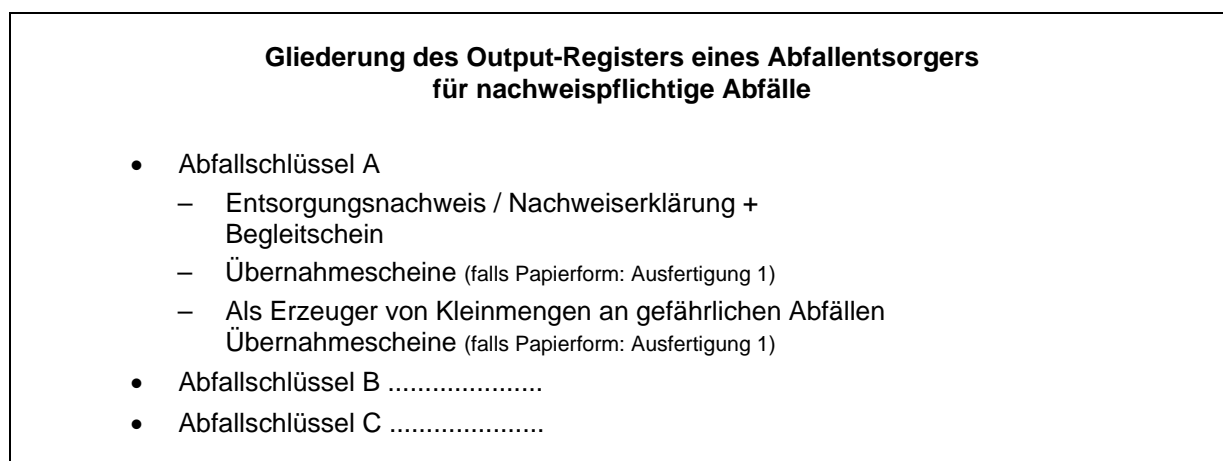 Gliederung des Output-Registers eines Abfallentsorgers
für nachweispflichtige Abfälle
• Abfallschlüssel A
– Entsorgungsnachweis / Nachweiserklärung +
Begleitschein
– Übernahmescheine (falls Papierform: Ausfertigung 1)
– Als Erzeuger von Kleinmengen an gefährlichen Abfällen
Übernahmescheine (falls Papierform: Ausfertigung 1)
• Abfallschlüssel B .....................
• Abfallschlüssel C .....................